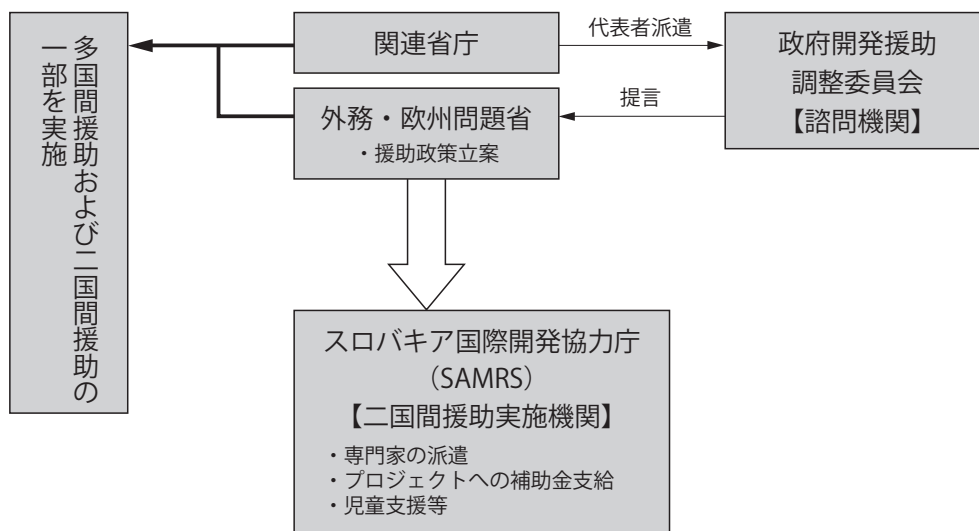 多国間援助および二国間援助の
一部を実施
関連省庁
代表者派遣
政府開発援助
調整委員会
【諮問機関】
外務・欧州問題省
・援助政策立案
提言
スロバキア国際開発協力庁
（SAMRS）
【二国間援助実施機関】
・専門家の派遣
・プロジェクトへの補助金支給
・児童支援等